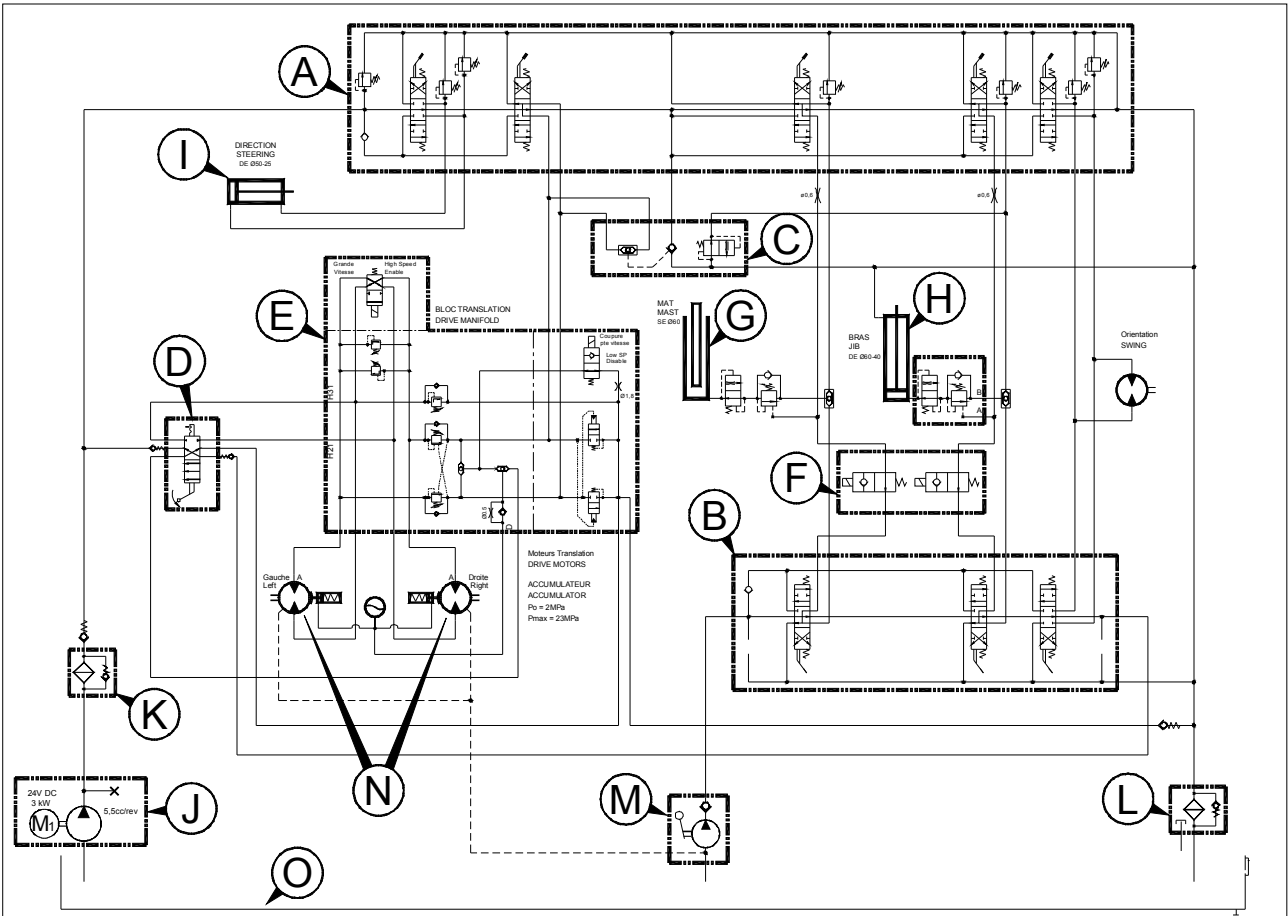 A
I
DIRECTION
STEERING
DE Ø50-25
ø0,6
ø0,6
C
Grande
Vitesse
High Speed
Enable
E
BLOC TRANSLATION
DRIVE MANIFOLD
MAT
MAST
SE Ø60
G
H
BRAS
JIB
DE Ø60-40
Orientation
SWING
Coupure
pte vitesse
Low SP
Disable
Ø1,8
D
H31
H21
B
A
F
Ø0,5
B
Moteurs Translation
DRIVE MOTORS
Gauche
Left
A
A
Droite
Right
ACCUMULATEUR
ACCUMULATOR
Po = 2MPa
Pmax = 23MPa
K
N
M
L
24V DC
3 kW
5,5cc/rev
M1
J
O